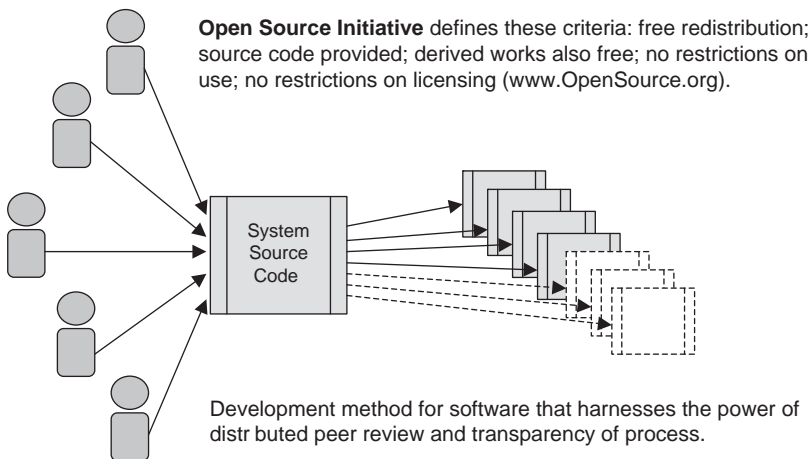 Open Source Initiative defines these criteria: free redistribution;
source code provided; derived works also free; no restrictions on
use; no restrictions on licensing (www.OpenSource.org).
System
Source
Code
Development method for software that harnesses the power of
distr buted peer review and transparency of process.